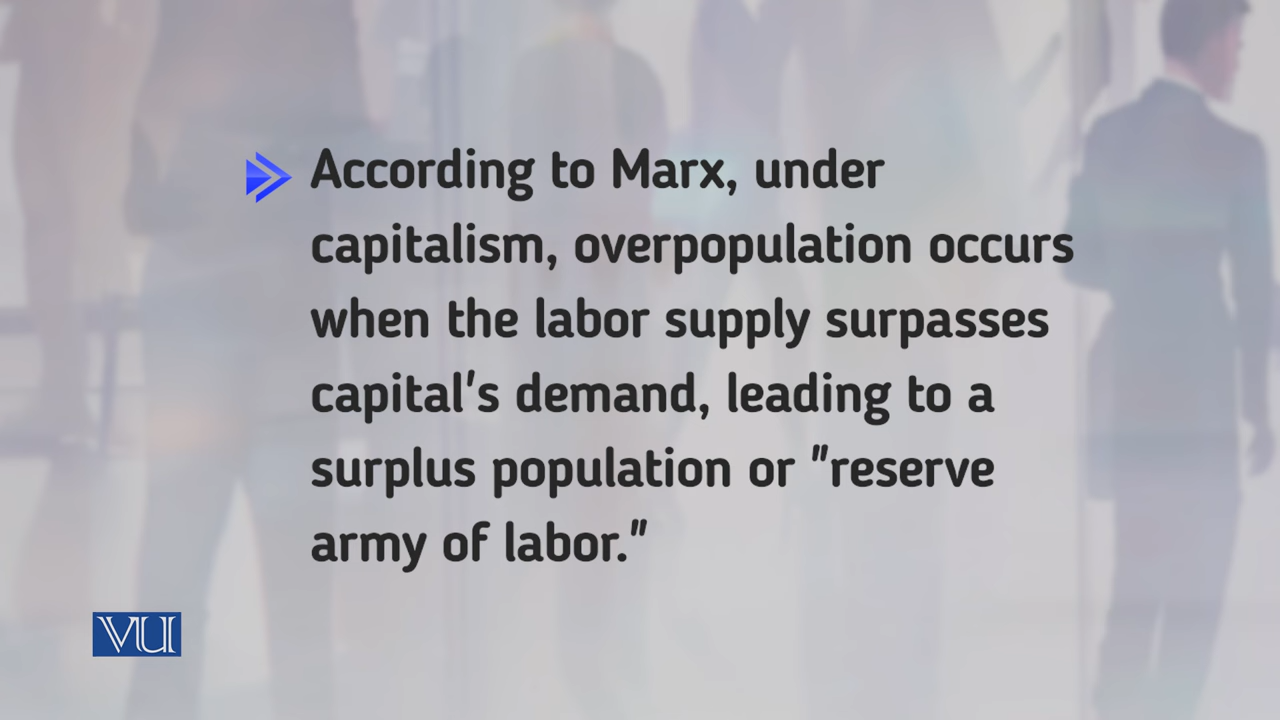 According to Marx, under
capitalism, overpopulation occurs
when the labor supply surpasses
capital's demand, leading to a
surplus population or "reserve
army of labor."
VU